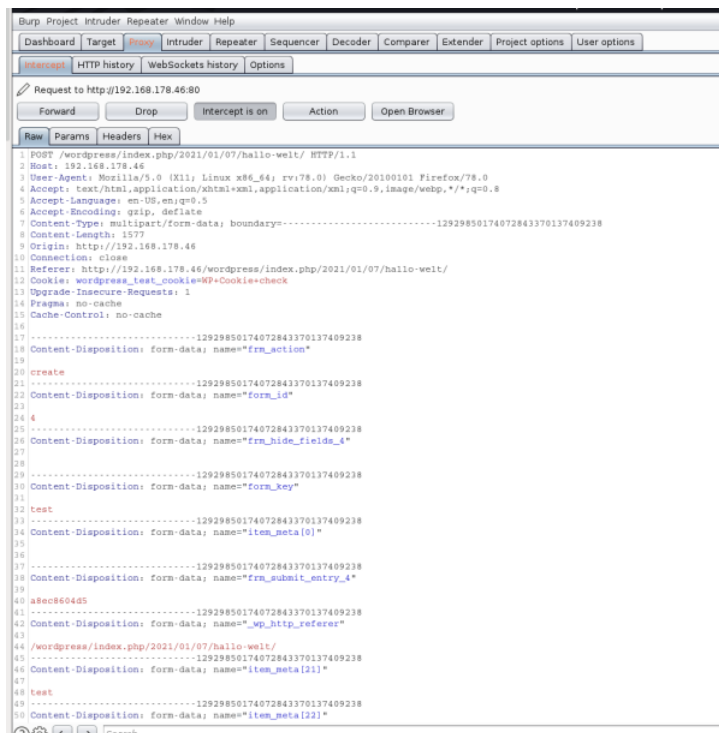 Burp Project Intruder Repeater Window Help
Dashboard Target Proxy Intruder Repeater Sequencer Decoder Comparer Extender Project options User options
Intercept HTTP history WebSockets history Options
Request to http://192.168.178.46:80
Forward Drop Intercept is on Action Open Browser
Raw Params Headers Hex
1 POST /wordpress/index.php/2021/01/07/hallo-welt/ HTTP/1.1
2 Host: 192.168.178.46
3 User-Agent: Mozilla/5.0 (X11; Linux x86_64; rv:78.0) Gecko/20100101 Firefox/78.0
4 Accept: text/html,application/xhtml+xml,application/xml;q=0.9,image/webp,*/*;q=0.8
5 Accept-Language: en-US,en;q=0.5
6 Accept-Encoding: gzip, deflate
7 Content-Type: multipart/form-data; boundary=---------------------------12929850174072843370137409238
8 Content-Length: 1577
9 Origin: http://192.168.178.46
10 Connection: close
11 Referer: http://192.168.178.46/wordpress/index.php/2021/01/07/hallo-welt/
12 Cookie: wordpress_test_cookie=WP+Cookie+check
13 Upgrade-Insecure-Requests: 1
14 Pragma: no-cache
15 Cache-Control: no-cache
16
17 -----------------------------12929850174072843370137409238
18 Content-Disposition: form-data; name="frm_action"
19
20 create
21 -----------------------------12929850174072843370137409238
22 Content-Disposition: form-data; name="form_id"
23
24 4
25 -----------------------------12929850174072843370137409238
26 Content-Disposition: form-data; name="frm_hide_fields_4"
27
28
29 -----------------------------12929850174072843370137409238
30 Content-Disposition: form-data; name="form_key"
31
32 test
33 -----------------------------12929850174072843370137409238
34 Content-Disposition: form-data; name="item_meta[0]"
35
36
37 -----------------------------12929850174072843370137409238
38 Content-Disposition: form-data; name="frm_submit_entry_4"
39
40 a8ec8604d5
41 -----------------------------12929850174072843370137409238
42 Content-Disposition: form-data; name="_wp_http_referer"
43
44 /wordpress/index.php/2021/01/07/hallo-welt/
45 -----------------------------12929850174072843370137409238
46 Content-Disposition: form-data; name="item_meta[21]"
47
48 test
49 -----------------------------12929850174072843370137409238
50 Content-Disposition: form-data; name="item_meta[22]"
Search